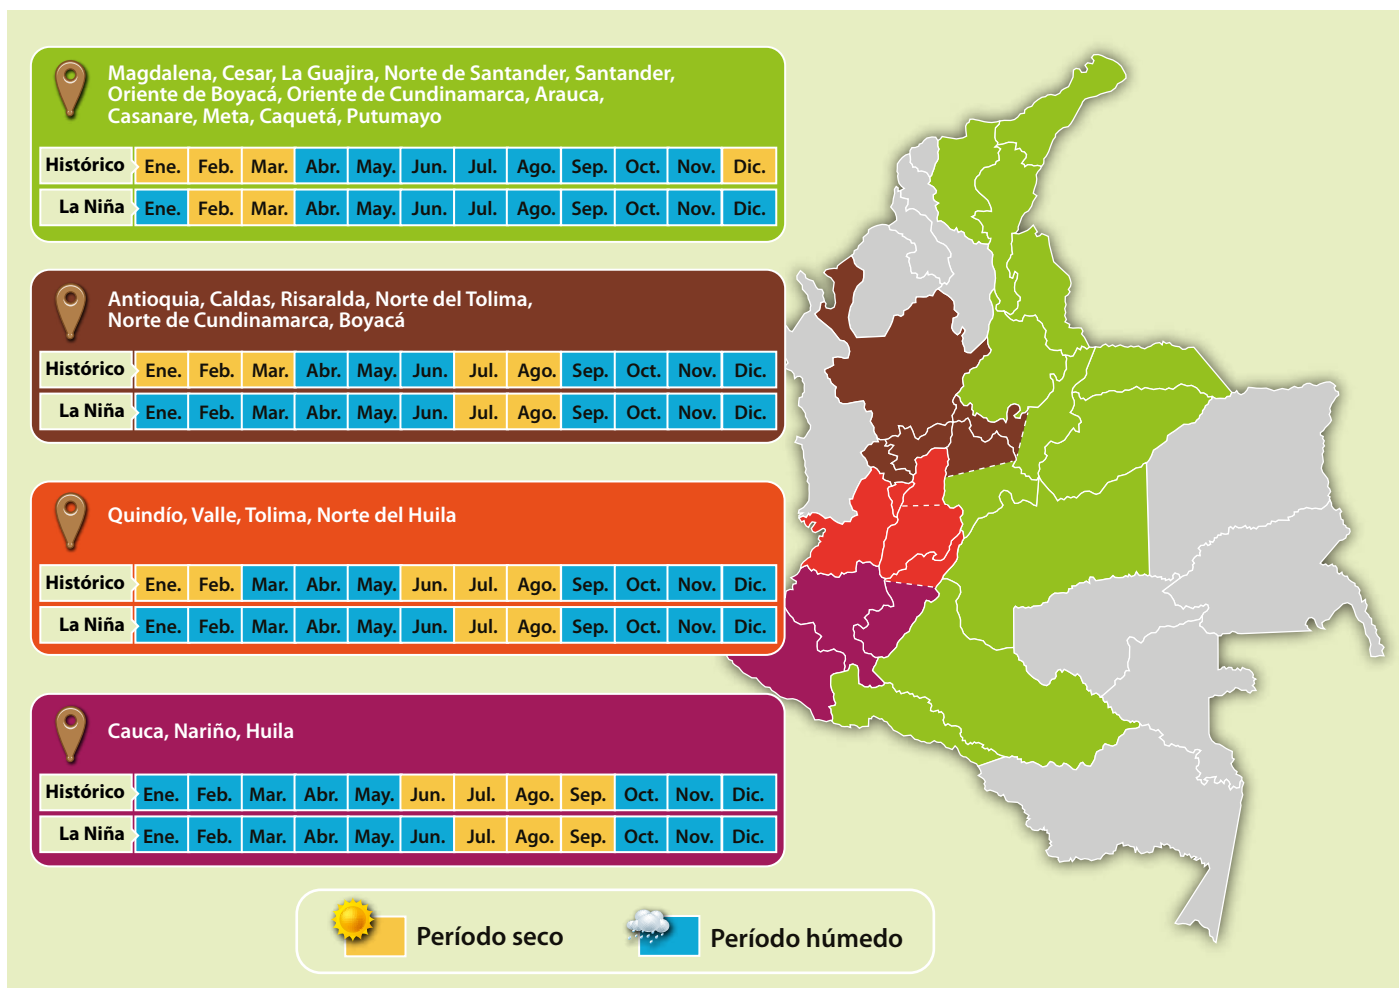 Magdalena, Cesar, La Guajira, Norte de Santander, Santander,
Oriente de Boyacá, Oriente de Cundinamarca, Arauca,
Casanare, Meta, Caquetá, Putumayo
Histórico Ene. Feb. Mar. Abr. May. Jun. Jul. Ago. Sep. Oct. Nov. Dic.
La Niña Ene. Feb. Mar. Abr. May. Jun. Jul. Ago. Sep. Oct. Nov. Dic.
Antioquia, Caldas, Risaralda, Norte del Tolima,
Norte de Cundinamarca, Boyacá
Histórico Ene. Feb. Mar. Abr. May. Jun. Jul. Ago. Sep. Oct. Nov. Dic.
La Niña Ene. Feb. Mar. Abr. May. Jun. Jul. Ago. Sep. Oct. Nov. Dic.
Quindío, Valle, Tolima, Norte del Huila
Histórico Ene. Feb. Mar. Abr. May. Jun. Jul. Ago. Sep. Oct. Nov. Dic.
La Niña Ene. Feb. Mar. Abr. May. Jun. Jul. Ago. Sep. Oct. Nov. Dic.
Cauca, Nariño, Huila
Histórico Ene. Feb. Mar. Abr. May. Jun. Jul. Ago. Sep. Oct. Nov. Dic.
La Niña Ene. Feb. Mar. Abr. May. Jun. Jul. Ago. Sep. Oct. Nov. Dic.
Período seco Período húmedo